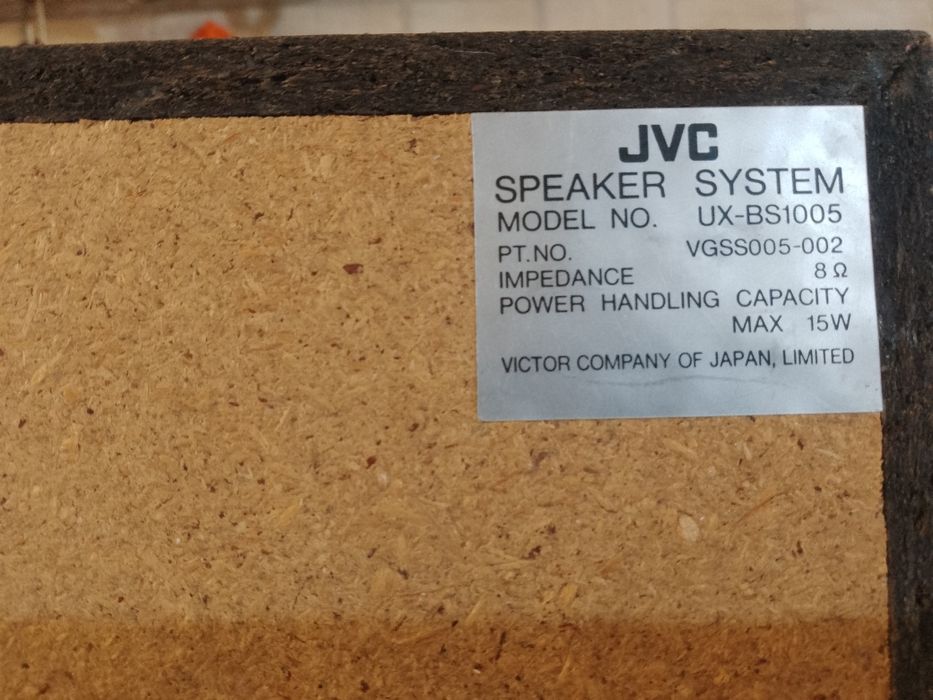 JVC
SPEAKER SYSTEM
MODEL NO. UX-BS1005
PT.NO. VGSS005-002
IMPEDANCE 8Ω
POWER HANDLING CAPACITY
MAX 15W
VICTOR COMPANY OF JAPAN, LIMITED